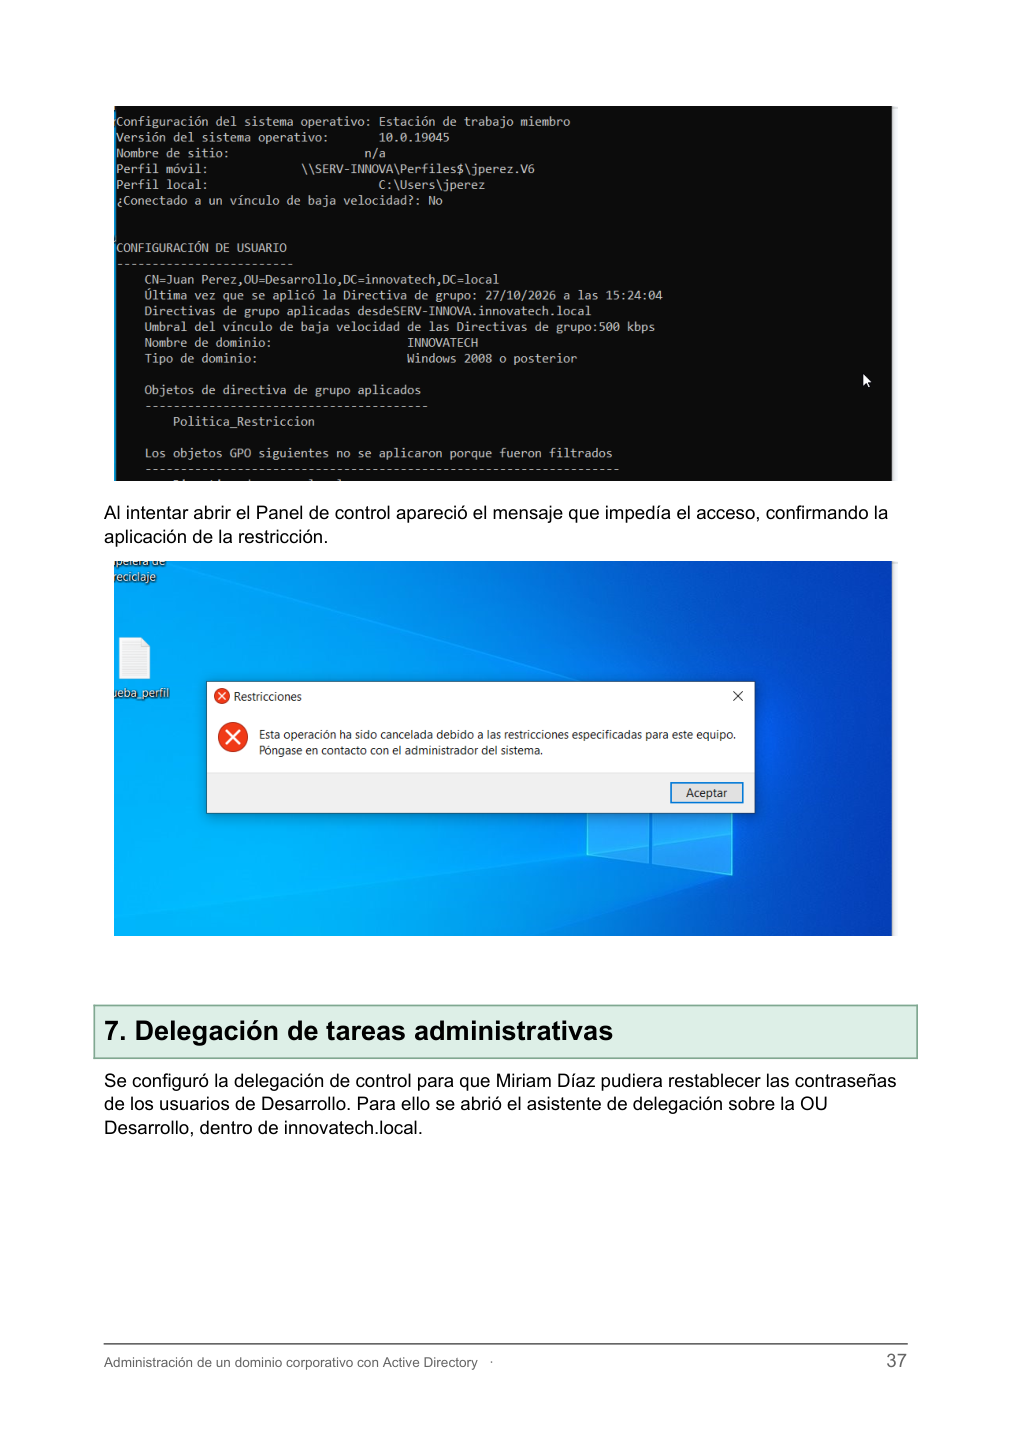 Configuración del sistema operativo: Estación de trabajo miembro
Versión del sistema operativo: 10.0.19045
Nombre de sitio: n/a
Perfil móvil: \\SERV-INNOVA\Perfiles$\jperez.V6
Perfil local: C:\Users\jperez
¿Conectado a un vínculo de baja velocidad?: No
CONFIGURACIÓN DE USUARIO
-------------------------
CN=Juan Perez,OU=Desarrollo,DC=innovatech,DC=local
Última vez que se aplicó la Directiva de grupo: 27/10/2026 a las 15:24:04
Directivas de grupo aplicadas desdeSERV-INNOVA.innovatech.local
Umbral del vínculo de baja velocidad de las Directivas de grupo:500 kbps
Nombre de dominio: INNOVATECH
Tipo de dominio: Windows 2008 o posterior
Objetos de directiva de grupo aplicados
----------------------------------------
Politica_Restriccion
Los objetos GPO siguientes no se aplicaron porque fueron filtrados
-------------------------------------------------------------------
Al intentar abrir el Panel de control apareció el mensaje que impedía el acceso, confirmando la
aplicación de la restricción.
reciclaje
ueba_perfil
Restricciones
Esta operación ha sido cancelada debido a las restricciones especificadas para este equipo.
Póngase en contacto con el administrador del sistema.
Aceptar
7. Delegación de tareas administrativas
Se configuró la delegación de control para que Miriam Díaz pudiera restablecer las contraseñas
de los usuarios de Desarrollo. Para ello se abrió el asistente de delegación sobre la OU
Desarrollo, dentro de innovatech.local.
Administración de un dominio corporativo con Active Directory · 37